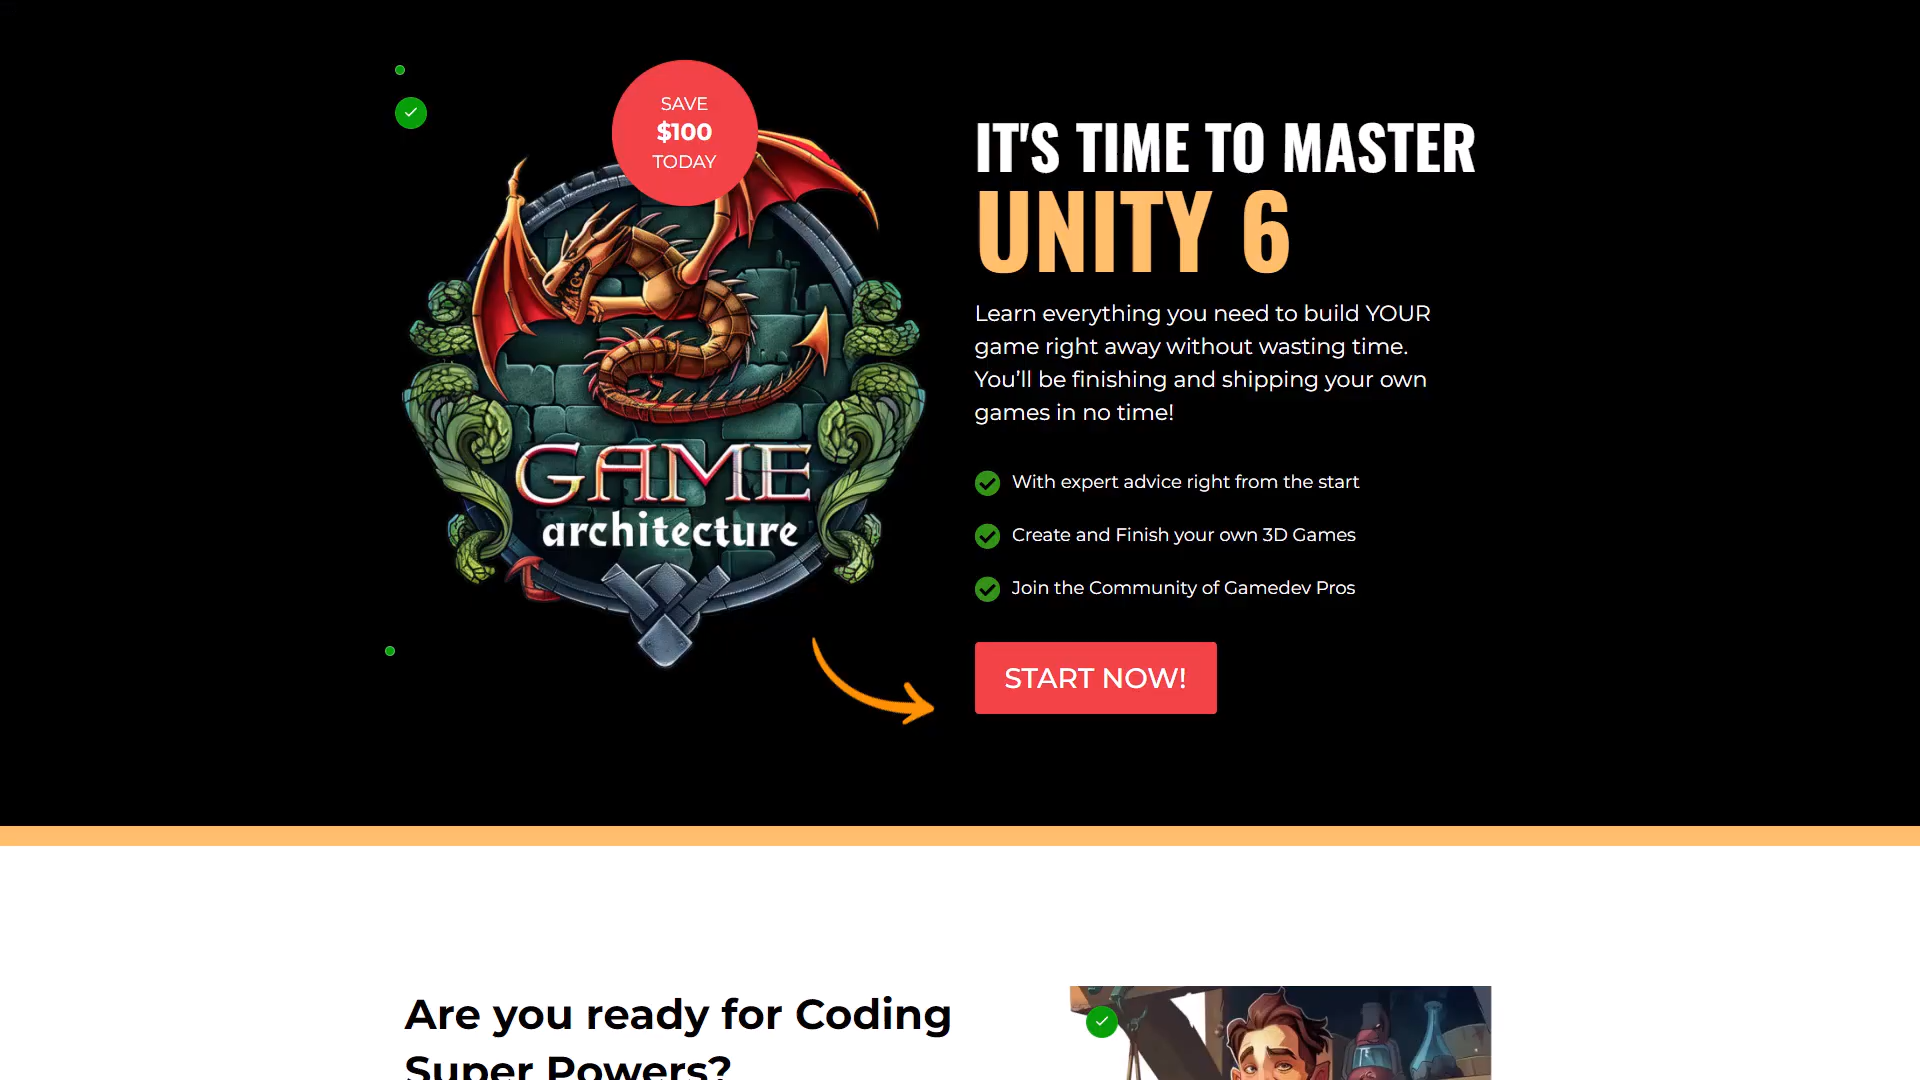 SAVE
$100
TODAY
GAME
architecture
IT'S TIME TO MASTER
UNITY 6
Learn everything you need to build YOUR
game right away without wasting time.
You’ll be finishing and shipping your own
games in no time!
With expert advice right from the start
Create and Finish your own 3D Games
Join the Community of Gamedev Pros
START NOW!
Are you ready for Coding
Super Powers?